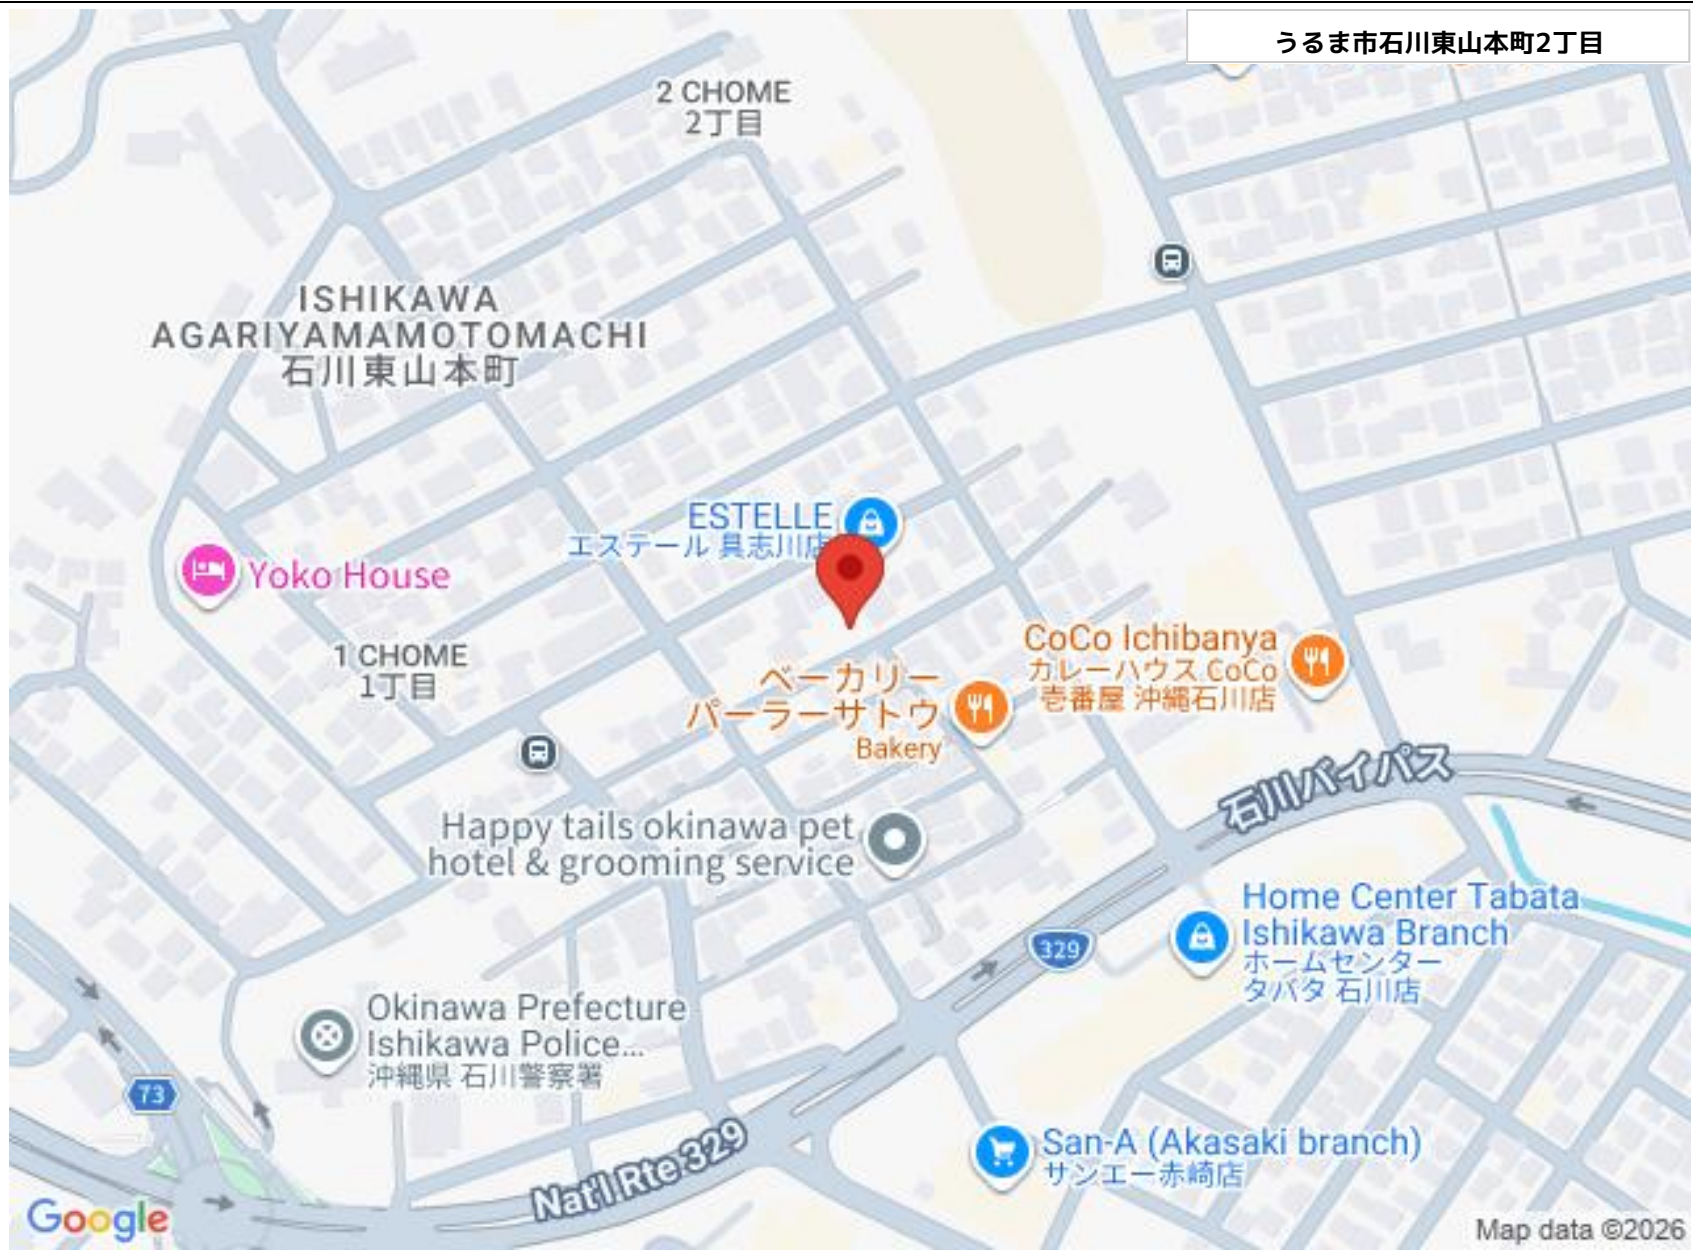 うるま市石川東山本町2丁目
2 CHOME
2丁目
ISHIKAWA
AGARIYAMAMOTOMACHI
石川東山本町
ESTELLE
エステール 具志川店
Yoko House
1 CHOME
1丁目
CoCo Ichibanya
カレーハウス CoCo
壱番屋 沖縄石川店
ベーカリー
パーラーサトウ
Bakery
石川バイパス
Happy tails okinawa pet
hotel & grooming service
Home Center Tabata
Ishikawa Branch
ホームセンター
タバタ 石川店
329
Okinawa Prefecture
Ishikawa Police...
沖縄県 石川警察署
73
San-A (Akasaki branch)
サンエー赤崎店
Nat'l Rte 329
Google
Map data ©2026